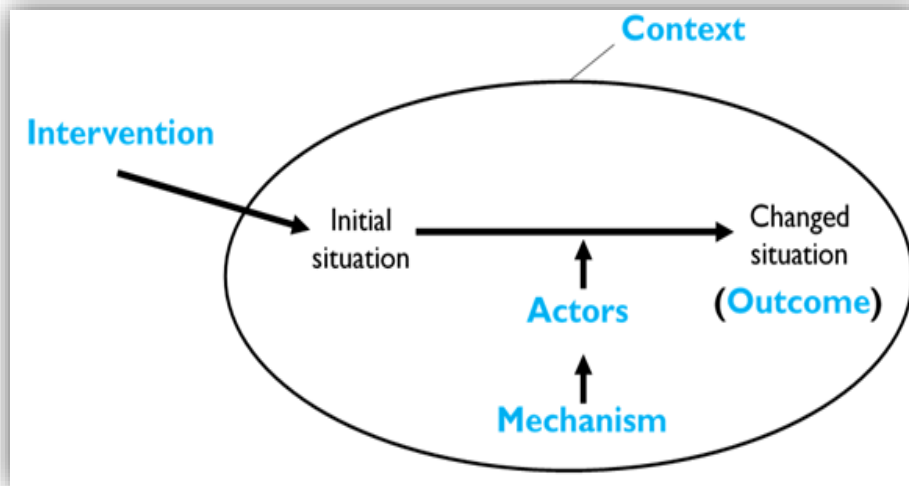 Context
Intervention
Initial
situation
Changed
situation
(Outcome)
Actors
Mechanism